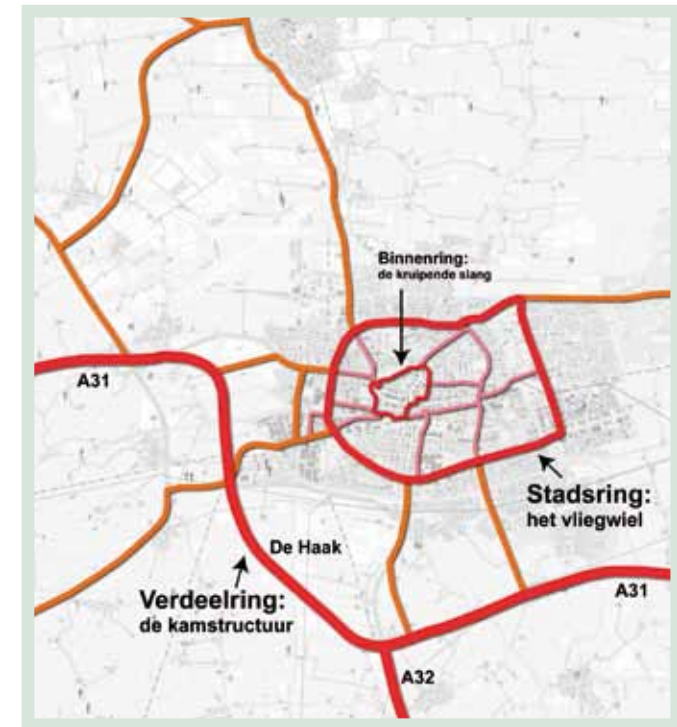 Binnenring:
de kruipende slang
A31
Stadsring:
het vliegwiel
De Haak
A31
Verdeelring:
de kamstructuur
A32